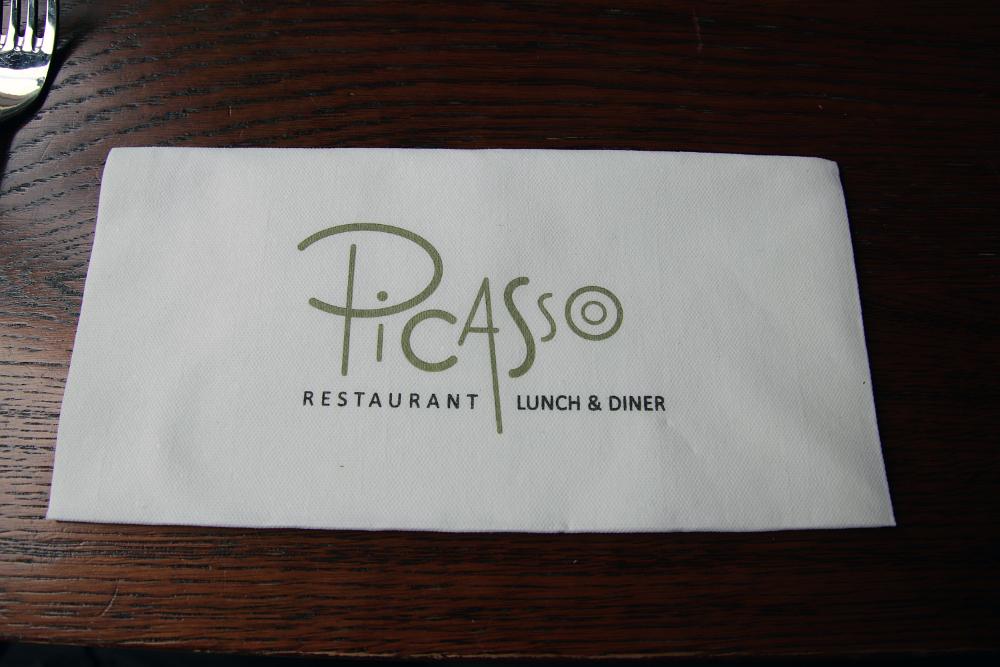 PiCASSO
RESTAURANT LUNCH & DINER